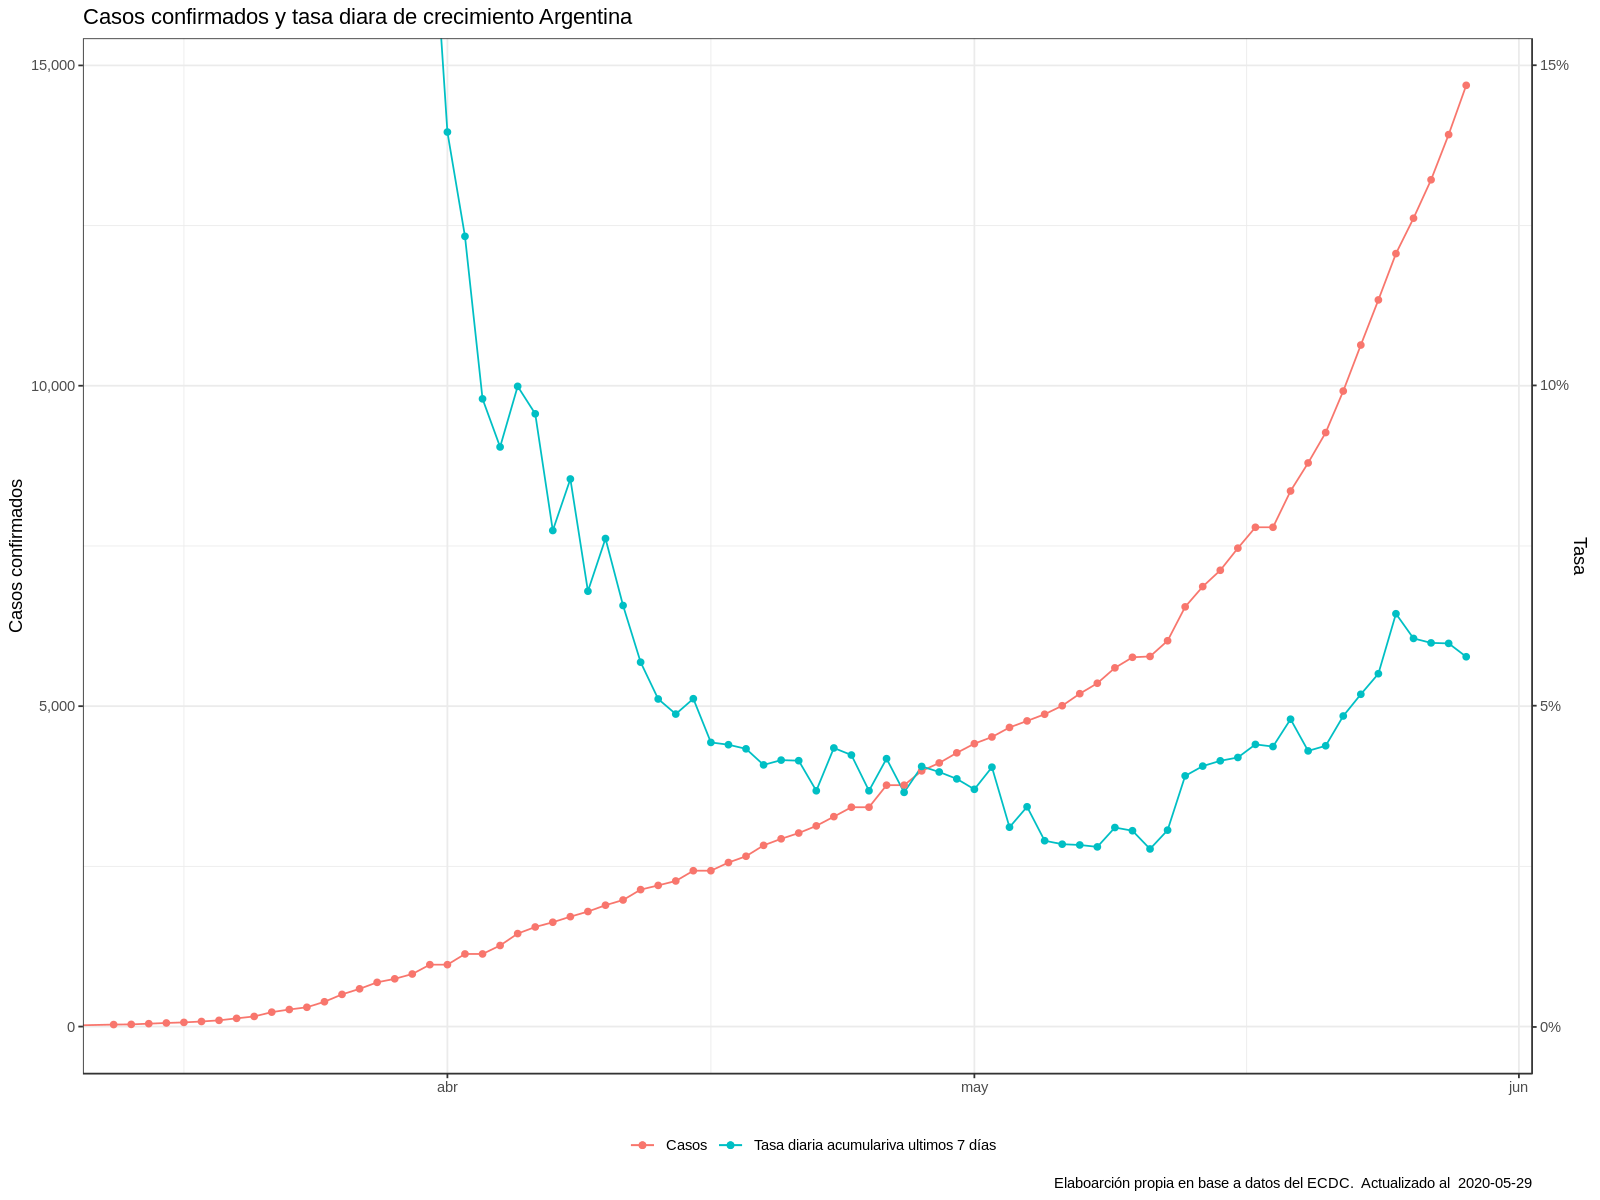 Casos confirmados y tasa diara de crecimiento Argentina
15,000
10,000
5,000
0
Casos confirmados
15%
10%
5%
0%
Tasa
abr
may
jun
Casos
Tasa diaria acumulariva ultimos 7 días
Elaboarción propia en base a datos del ECDC.  Actualizado al  2020-05-29